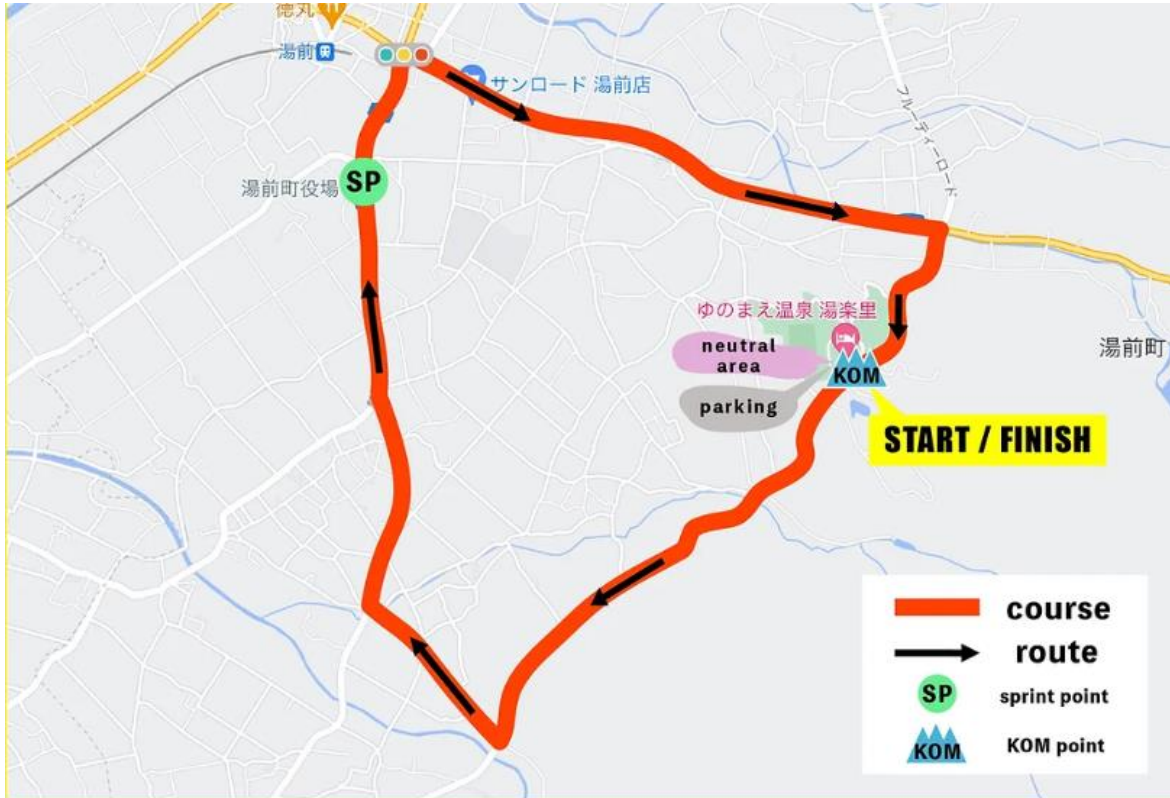 徳丸
湯前
サンロード 湯前店
フルーティーロード
湯前町役場
SP
ゆのまえ温泉 湯楽里
neutral
area
KOM
parking
湯前町
START / FINISH
course
route
SP
sprint point
KOM
KOM point